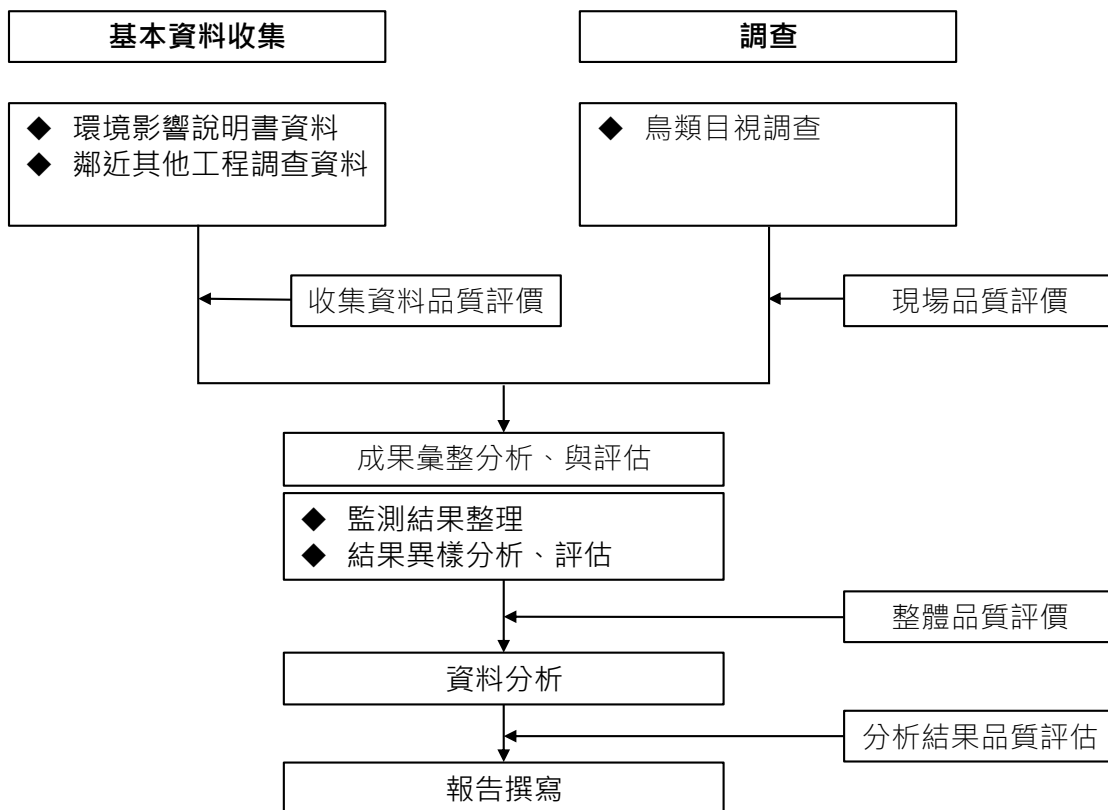 基本資料收集
調查
◆ 環境影響說明書資料
◆ 鄰近其他工程調查資料
◆ 鳥類目視調查
收集資料品質評價
現場品質評價
成果彙整分析、與評估
◆ 監測結果整理
◆ 結果異樣分析、評估
整體品質評價
資料分析
分析結果品質評估
報告撰寫